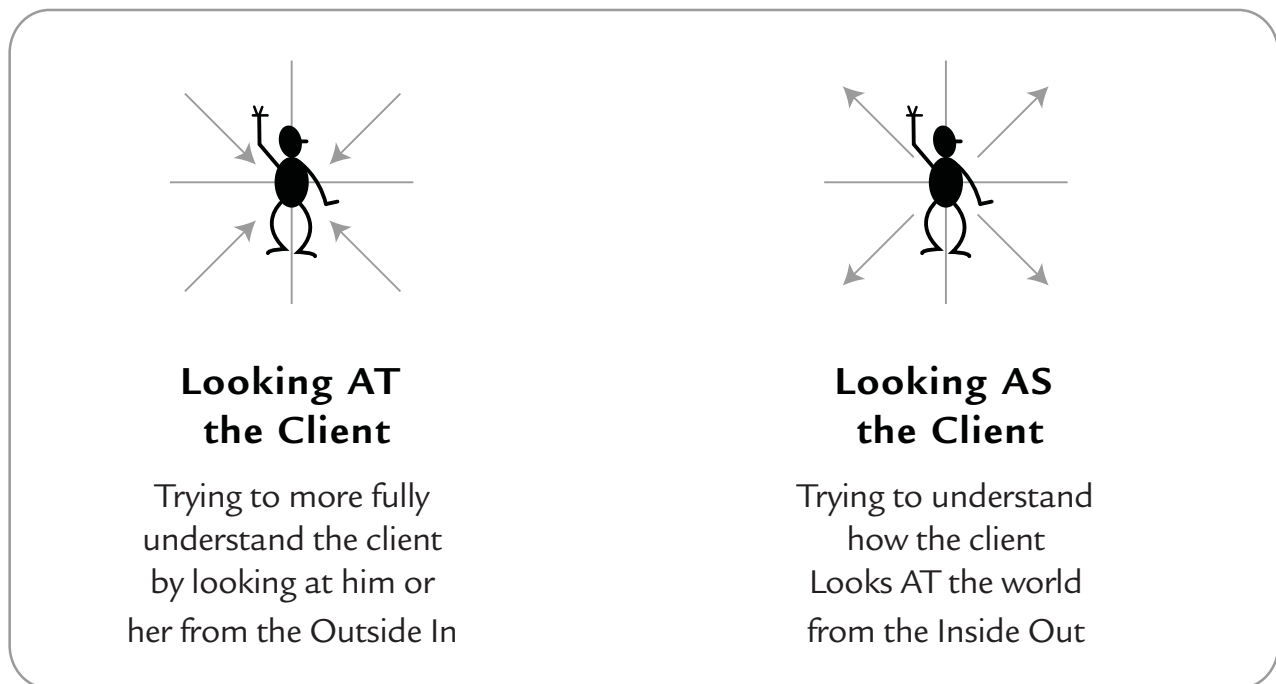 Looking AT
the Client
Trying to more fully
understand the client
by looking at him or
her from the Outside In
Looking AS
the Client
Trying to understand
how the client
Looks AT the world
from the Inside Out